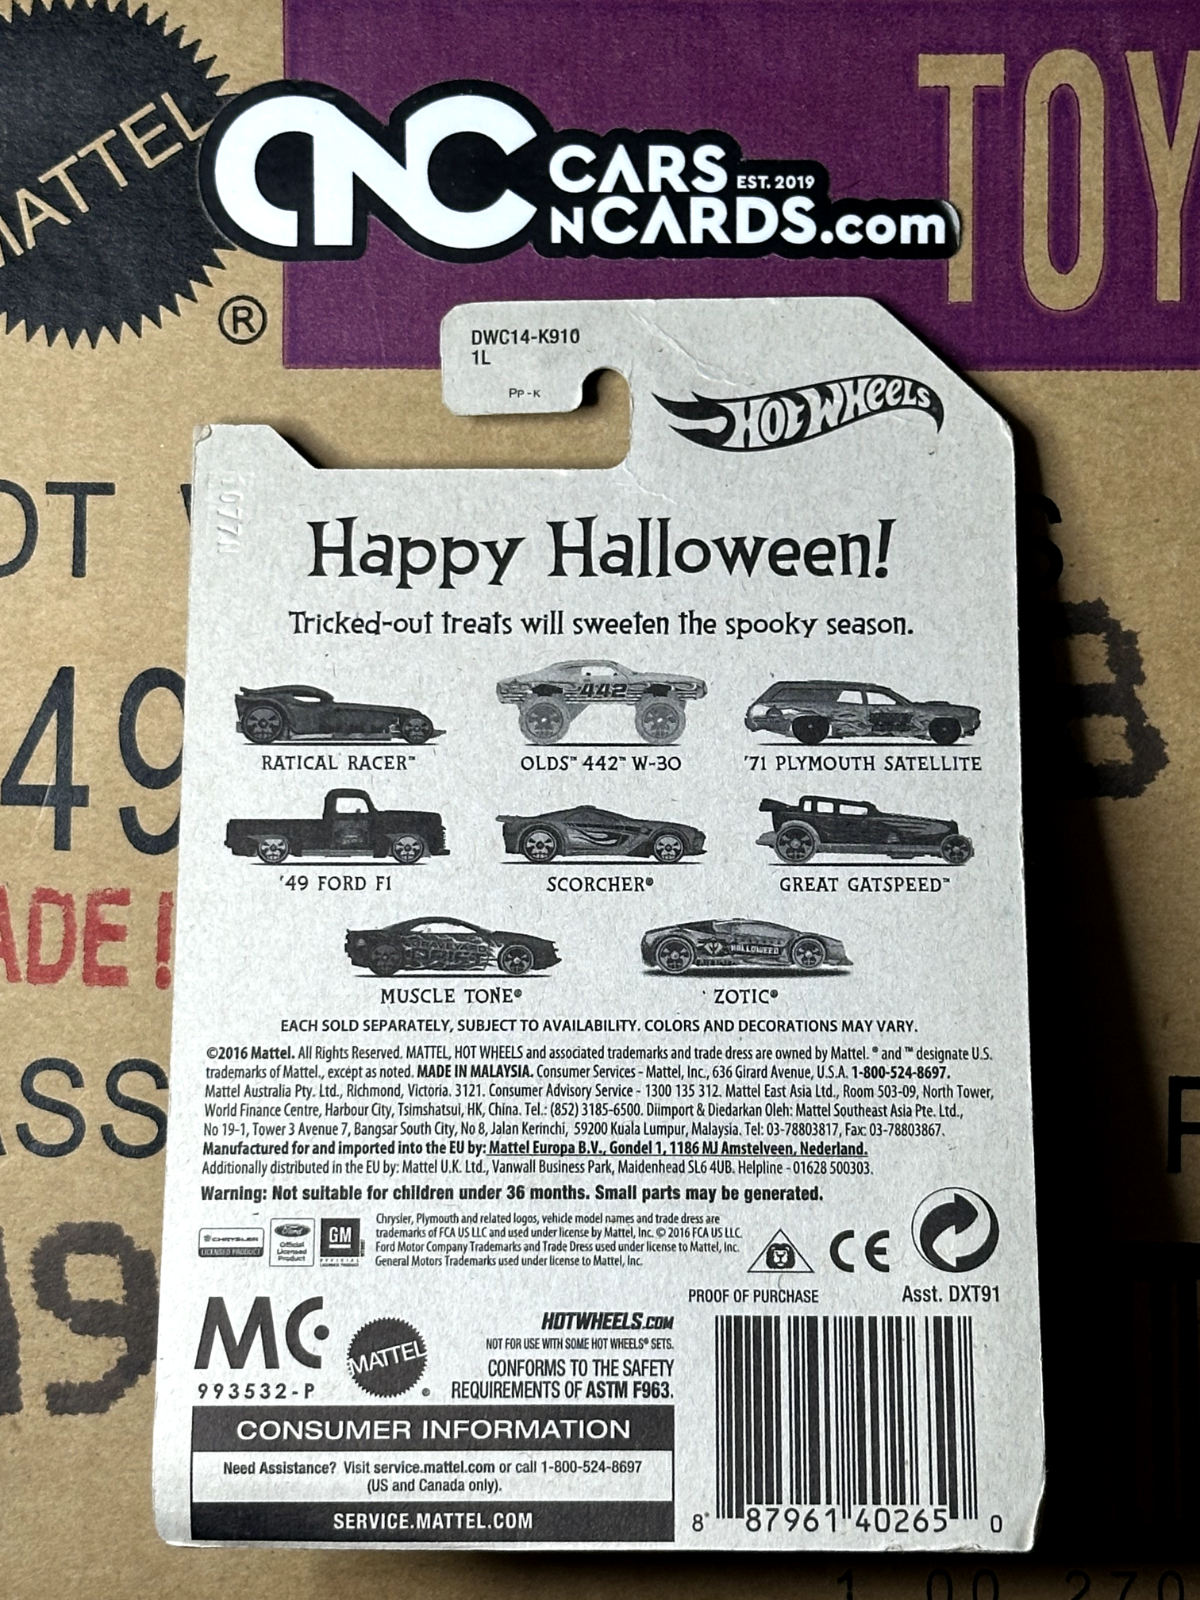 MATTEL
®
TOY
CNC CARS EST. 2019
NCARDS.com
DWC14-K910
1L
PP-K
HOT WHEELS
1077A
Happy Halloween!
Tricked-out treats will sweeten the spooky season.
442
RATICAL RACER™ OLDS™ 442™ W-30 '71 PLYMOUTH SATELLITE
'49 FORD F1 SCORCHER® GREAT GATSPEED™
GRAVEYARD HALLOWEEN
MUSCLE TONE® ZOTIC®
EACH SOLD SEPARATELY, SUBJECT TO AVAILABILITY. COLORS AND DECORATIONS MAY VARY.
©2016 Mattel. All Rights Reserved. MATTEL, HOT WHEELS and associated trademarks and trade dress are owned by Mattel. ® and ™ designate U.S.
trademarks of Mattel., except as noted. MADE IN MALAYSIA. Consumer Services - Mattel, Inc., 636 Girard Avenue, U.S.A. 1-800-524-8697.
Mattel Australia Pty. Ltd., Richmond, Victoria. 3121. Consumer Advisory Service - 1300 135 312. Mattel East Asia Ltd., Room 503-09, North Tower,
World Finance Centre, Harbour City, Tsimshatsui, HK, China. Tel.: (852) 3185-6500. Diimport & Diedarkan Oleh: Mattel Southeast Asia Pte. Ltd.,
No 19-1, Tower 3 Avenue 7, Bangsar South City, No 8, Jalan Kerinchi, 59200 Kuala Lumpur, Malaysia. Tel: 03-78803817, Fax: 03-78803867.
Manufactured for and imported into the EU by: Mattel Europa B.V., Gondel 1, 1186 MJ Amstelveen, Nederland.
Additionally distributed in the EU by: Mattel U.K. Ltd., Vanwall Business Park, Maidenhead SL6 4UB. Helpline - 01628 500303.
Warning: Not suitable for children under 36 months. Small parts may be generated.
CHRYSLER
LICENSED PRODUCT
Ford
Official
Licensed
Product
GM
Chrysler, Plymouth and related logos, vehicle model names and trade dress are
trademarks of FCA US LLC and used under license by Mattel, Inc. © 2016 FCA US LLC.
Ford Motor Company Trademarks and Trade Dress used under license to Mattel, Inc.
General Motors Trademarks used under license to Mattel, Inc.
CE
PROOF OF PURCHASE Asst. DXT91
MC
993532-P
MATTEL®
HOTWHEELS.COM
NOT FOR USE WITH SOME HOT WHEELS® SETS.
CONFORMS TO THE SAFETY
REQUIREMENTS OF ASTM F963.
CONSUMER INFORMATION
Need Assistance? Visit service.mattel.com or call 1-800-524-8697
(US and Canada only).
SERVICE.MATTEL.COM
8 87961 40265 0
49
ADE!
ASS